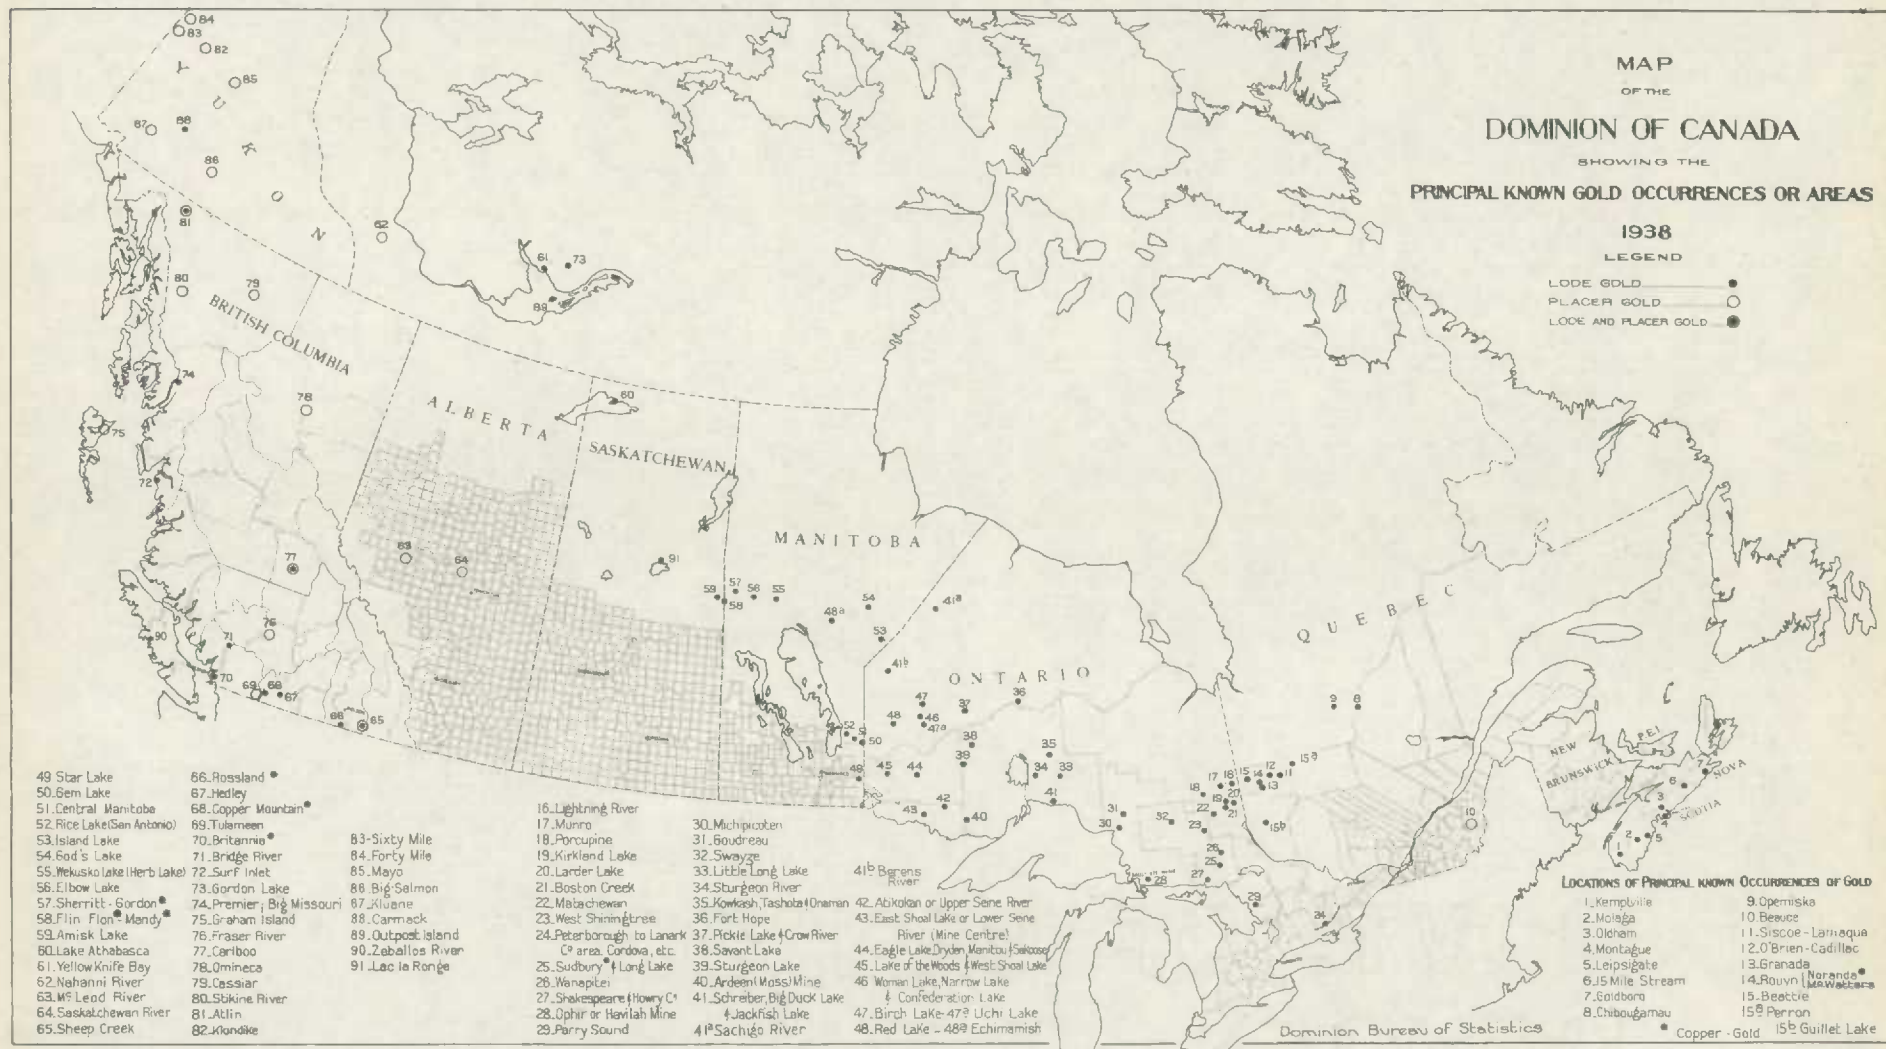 MAP
OF THE
DOMINION OF CANADA
SHOWING THE
PRINCIPAL KNOWN GOLD OCCURRENCES OR AREAS
1938
LEGEND
LODE GOLD
PLACER GOLD
LODE AND PLACER GOLD
YUKON
BRITISH COLUMBIA
ALBERTA
SASKATCHEWAN
MANITOBA
ONTARIO
QUEBEC
NEW
BRUNSWICK
P.E.I
NOVA
SCOTIA
49 Star Lake
50.Gem Lake
51.Central Manitoba
52 Rice Lake(San Antonio)
53.Island Lake
54.God's Lake
55.Wekusko Lake (Herb Lake)
56.Elbow Lake
57.Sherritt-Gordon
58.Flin Flon - Mandy
59.Amisk Lake
60.Lake Athabasca
61.Yellow Knife Bay
62.Nahanni River
63.Mc Leod River
64.Saskatchewan River
65.Sheep Creek
66.Rossland
67.Hedley
68.Copper Mountain
69.Tulameen
70.Britannia
71.Bridge River
72.Surf Inlet
73.Gordon Lake
74.Premier, Big Missouri
75.Graham Island
76.Fraser River
77.Cariboo
78.Omineca
79.Cassiar
80.Stikine River
81.Atlin
82.Klondike
83-Sixty Mile
84.Forty Mile
85.Mayo
86.Big-Salmon
87.Kluane
88.Carmack
89.Outpost Island
90.Zeballos River
91.Lac la Ronge
16.Lightning River
17.Munro
18.Porcupine
19.Kirkland Lake
20.Larder Lake
21.Boston Creek
22.Matachewan
23.West Shiningtree
24.Peterborough to Lanark
Co area, Cordova, etc.
25.Sudbury & Long Lake
26.Wanapitei
27.Shakespeare & Howry Ck
28.Ophir or Havilah Mine
29.Parry Sound
30.Michipicoten
31.Goudreau
32.Swayze
33.Little Long Lake
34.Sturgeon River
35.Kowkash, Tashota & Onaman
36.Fort Hope
37.Pickle Lake & Crow River
38.Savant Lake
39.Sturgeon Lake
40.Ardeen (Moss) Mine
41.Schreiber, Big Duck Lake
& Jackfish Lake
41a Sachigo River
41b Berens
River
42.Atikokan or Upper Seine River
43.East Shoal Lake or Lower Seine
River (Mine Centre)
44.Eagle Lake, Dryden, Manitou &
45.Lake of the Woods & West Shoal Lake
46 Woman Lake, Narrow Lake
& Confederation Lake
47.Birch Lake-47a Uchi Lake
48.Red Lake - 48a Echimamish
LOCATIONS OF PRINCIPAL KNOWN OCCURRENCES OF GOLD
1.Kemptville
2.Molega
3.Oldham
4.Montague
5.Leipsigate
6.15 Mile Stream
7.Goldboro
8.Chibougamau
9.Opemiska
10.Beauce
11.Siscoe-Lamaque
12.O'Brien-Cadillac
13.Granada
14.Rouyn Noranda
McWatters
15.Beattie
15a Perron
15b Guillet Lake
Copper-Gold
Dominion Bureau of Statistics